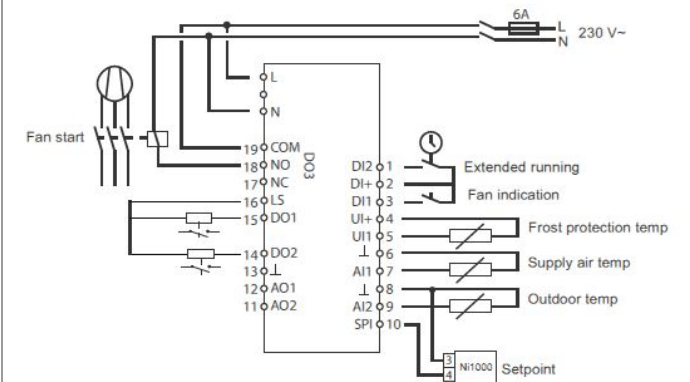 6A
L 230 V~
N
L
N
Fan start
19 COM
18 NO
17 NC
16 LS
15 DO1
14 DO2
13 ⊥
12 AO1
11 AO2
DO3
DI2 1 Extended running
DI+ 2
DI1 3 Fan indication
UI+ 4
UI1 5 Frost protection temp
⊥ 6
AI1 7 Supply air temp
⊥ 8
AI2 9 Outdoor temp
SPI 10
3
4
Ni1000 Setpoint